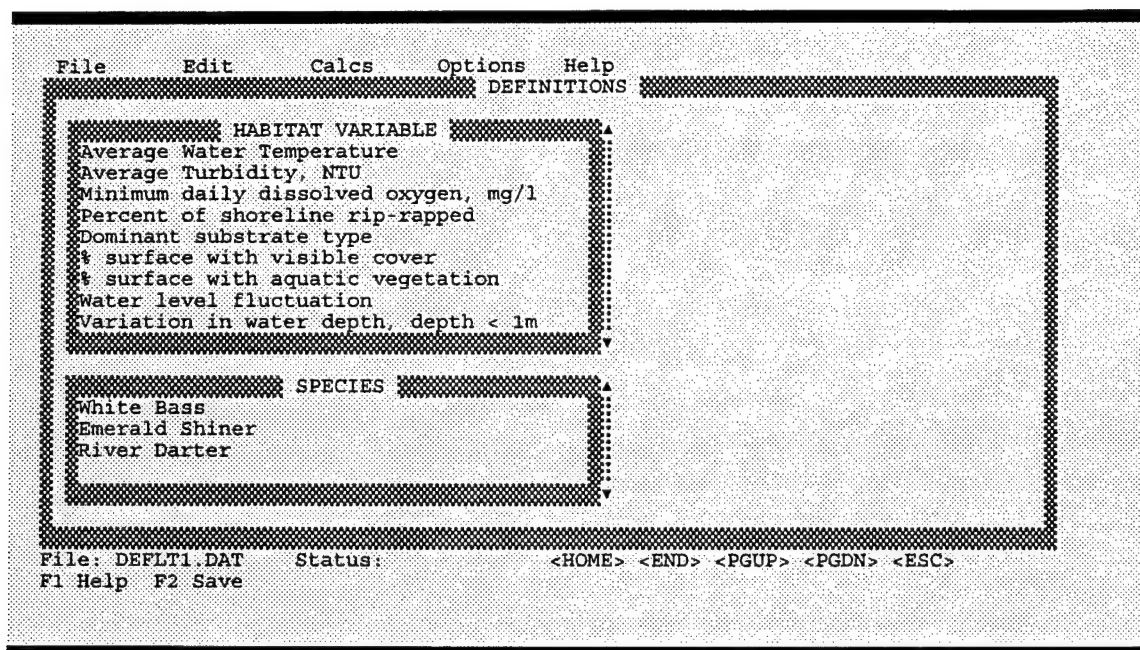 File Edit Calcs Options Help
DEFINITIONS
HABITAT VARIABLE
Average Water Temperature
Average Turbidity, NTU
Minimum daily dissolved oxygen, mg/l
Percent of shoreline rip-rapped
Dominant substrate type
% surface with visible cover
% surface with aquatic vegetation
Water level fluctuation
Variation in water depth, depth < 1m
SPECIES
White Bass
Emerald Shiner
River Darter
File: DEFLT1.DAT Status: <HOME> <END> <PGUP> <PGDN> <ESC>
F1 Help F2 Save